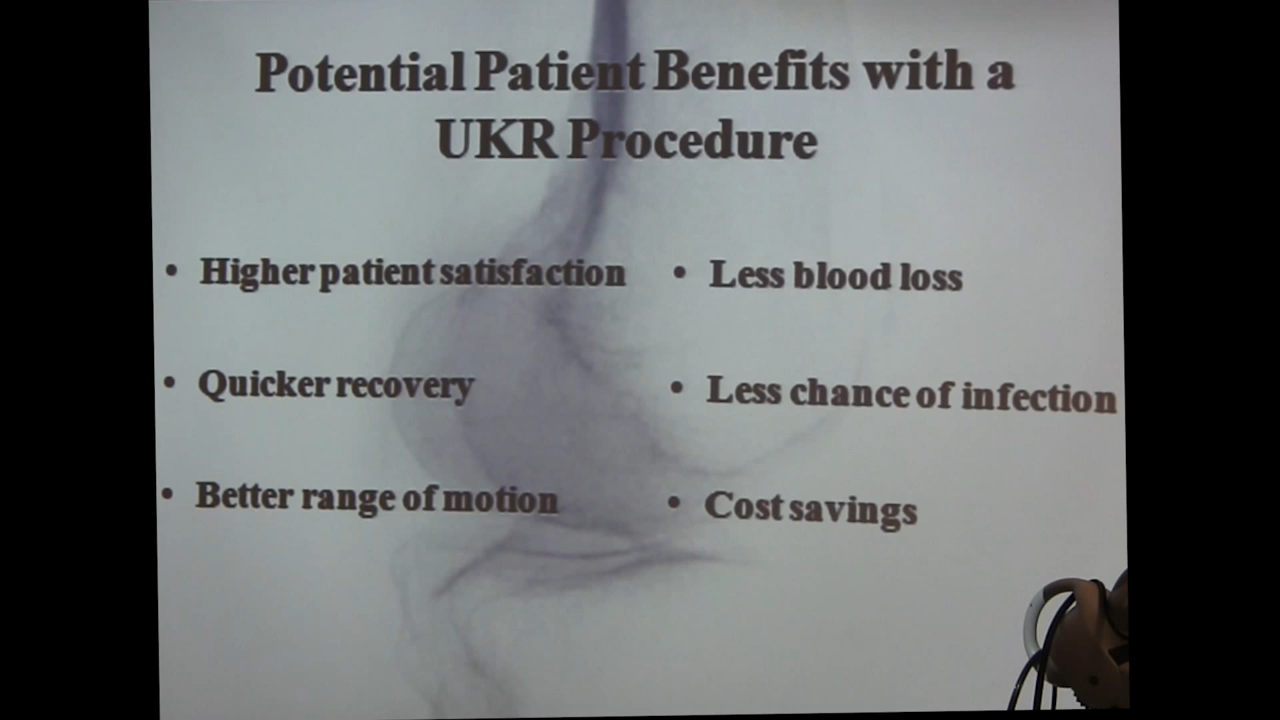 Potential Patient Benefits with a
UKR Procedure
• Higher patient satisfaction
• Quicker recovery
• Better range of motion
• Less blood loss
• Less chance of infection
• Cost savings